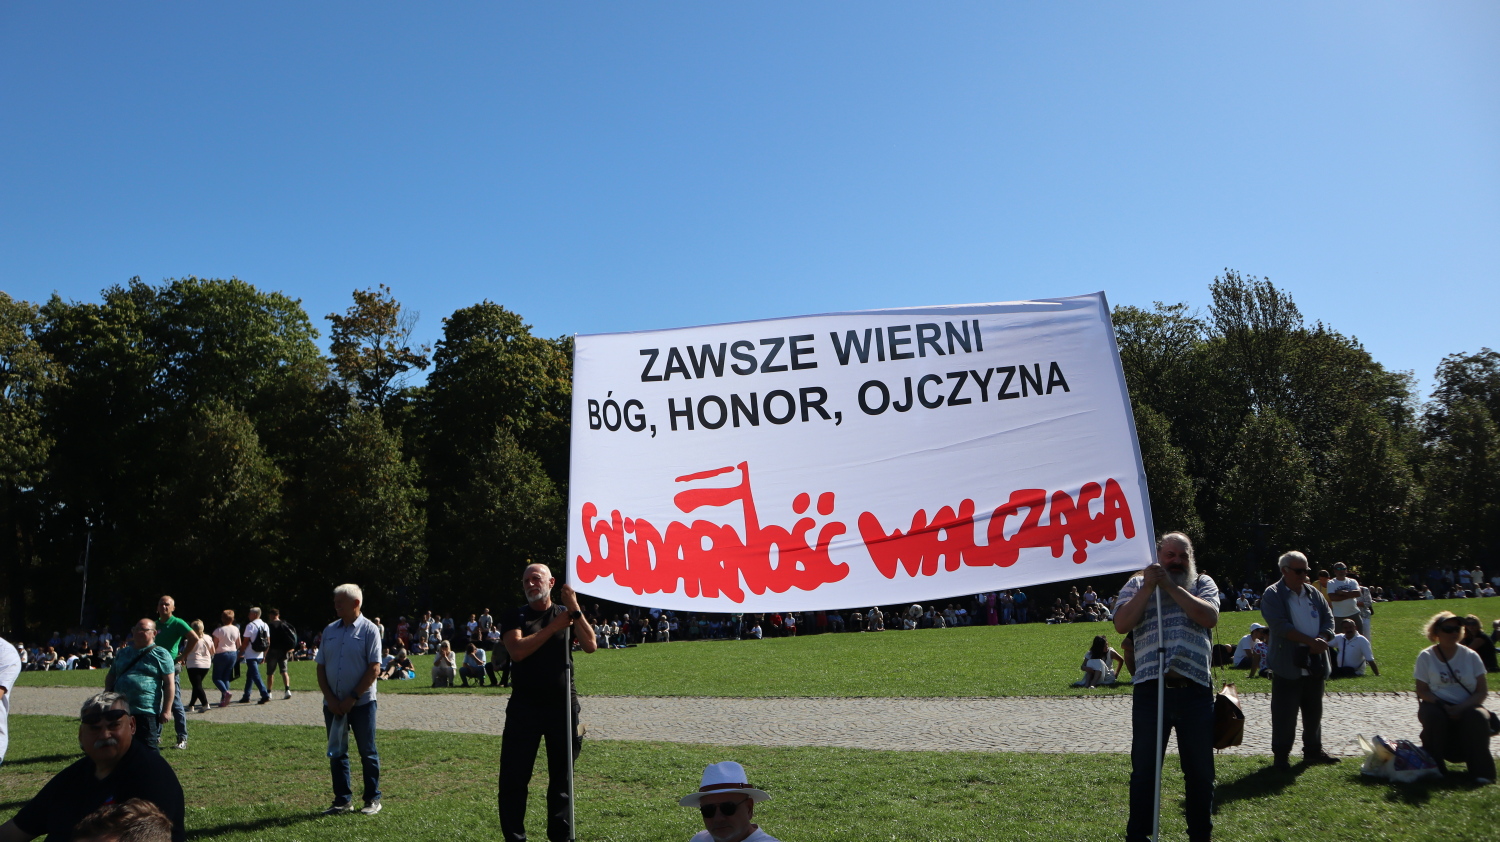 ZAWSZE WIERNI
BÓG, HONOR, OJCZYZNA
SOLiDARNOŚĆ WALCZĄCA